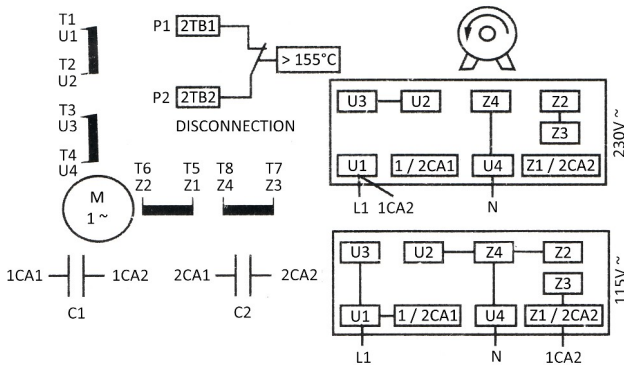 T1
U1
T2
U2
T3
U3
T4
U4
P1 2TB1
> 155°C
P2 2TB2
DISCONNECTION
M
1 ~
T6 T5 T8 T7
Z2 Z1 Z4 Z3
1CA1 1CA2 2CA1 2CA2
C1 C2
U3 U2 Z4 Z2
Z3
U1 1 / 2CA1 U4 Z1 / 2CA2
L1 1CA2 N
230V ~
U3 U2 Z4 Z2
Z3
U1 1 / 2CA1 U4 Z1 / 2CA2
L1 N 1CA2
115V ~